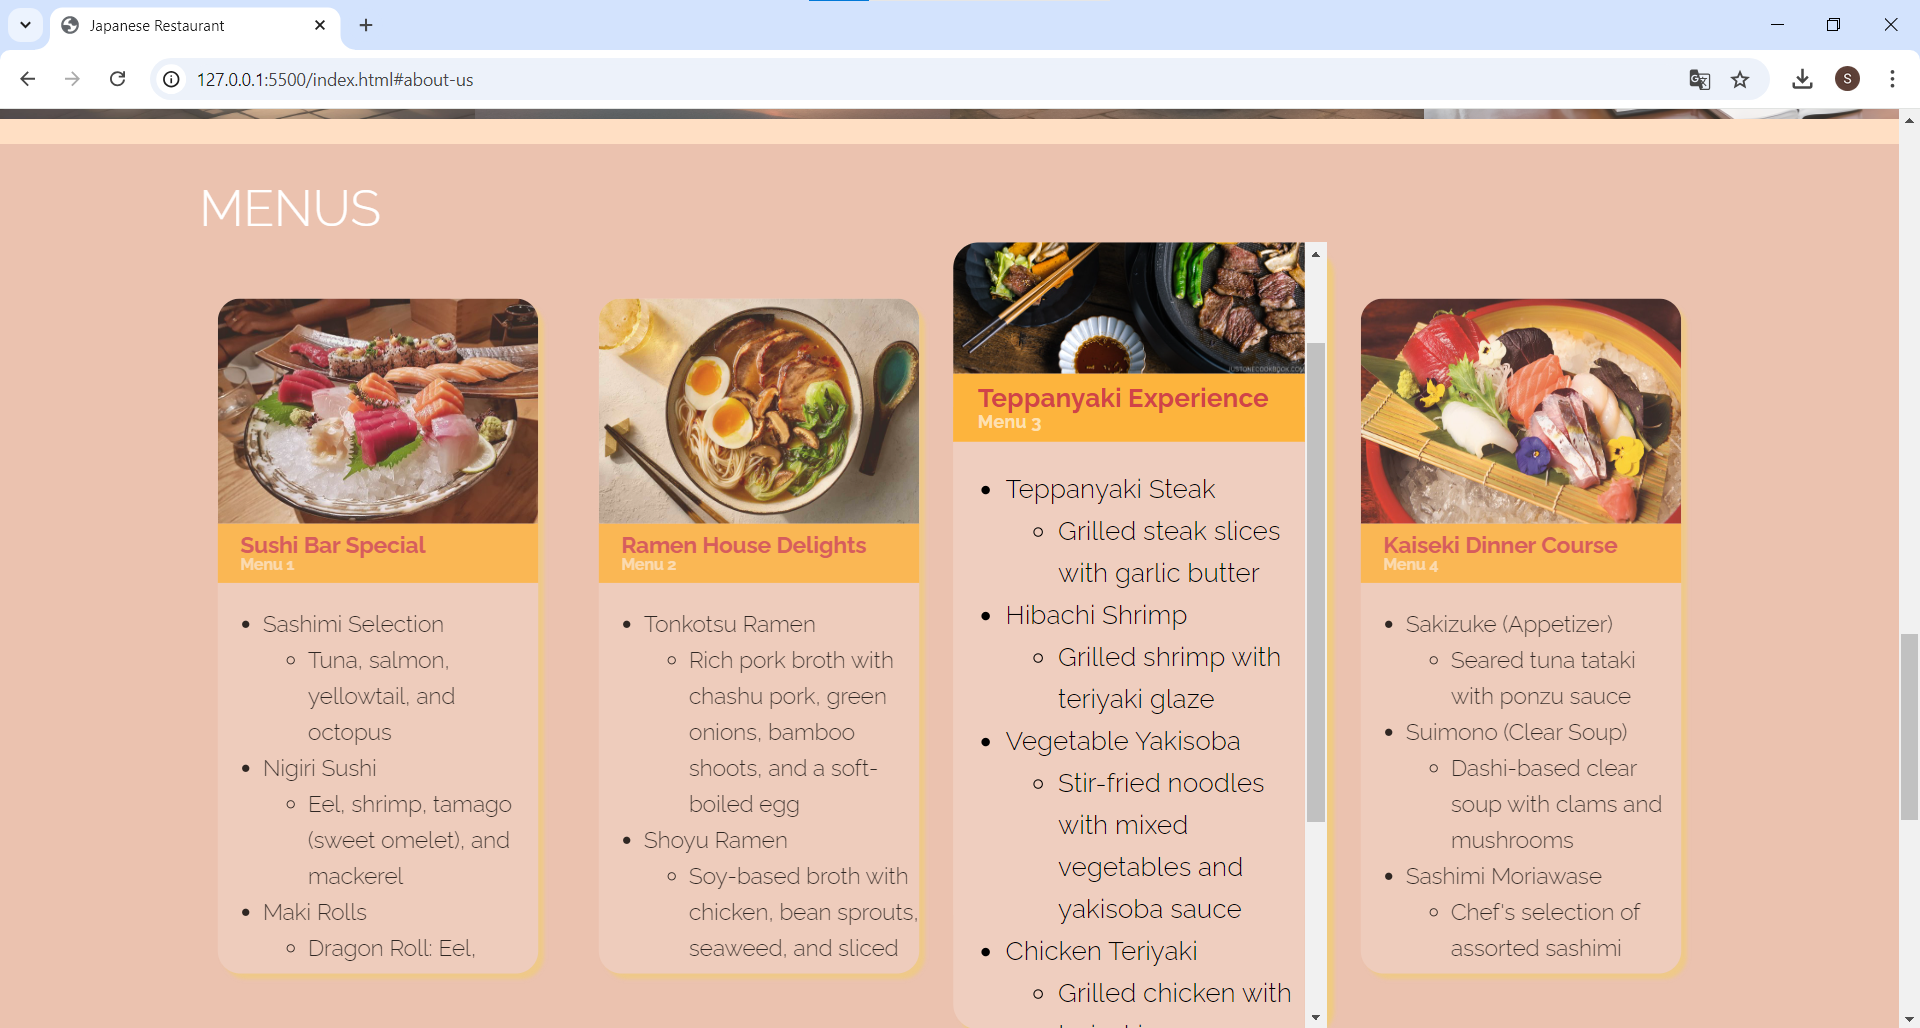 Japanese Restaurant
127.0.0.1:5500/index.html#about-us
S
MENUS
Sushi Bar Special
Menu 1
Sashimi Selection
Tuna, salmon,
yellowtail, and
octopus
Nigiri Sushi
Eel, shrimp, tamago
(sweet omelet), and
mackerel
Maki Rolls
Dragon Roll: Eel,
Ramen House Delights
Menu 2
Tonkotsu Ramen
Rich pork broth with
chashu pork, green
onions, bamboo
shoots, and a soft-
boiled egg
Shoyu Ramen
Soy-based broth with
chicken, bean sprouts,
seaweed, and sliced
JUSTONECOOKBOOK.COM
Teppanyaki Experience
Menu 3
Teppanyaki Steak
Grilled steak slices
with garlic butter
Hibachi Shrimp
Grilled shrimp with
teriyaki glaze
Vegetable Yakisoba
Stir-fried noodles
with mixed
vegetables and
yakisoba sauce
Chicken Teriyaki
Grilled chicken with
Kaiseki Dinner Course
Menu 4
Sakizuke (Appetizer)
Seared tuna tataki
with ponzu sauce
Suimono (Clear Soup)
Dashi-based clear
soup with clams and
mushrooms
Sashimi Moriawase
Chef's selection of
assorted sashimi